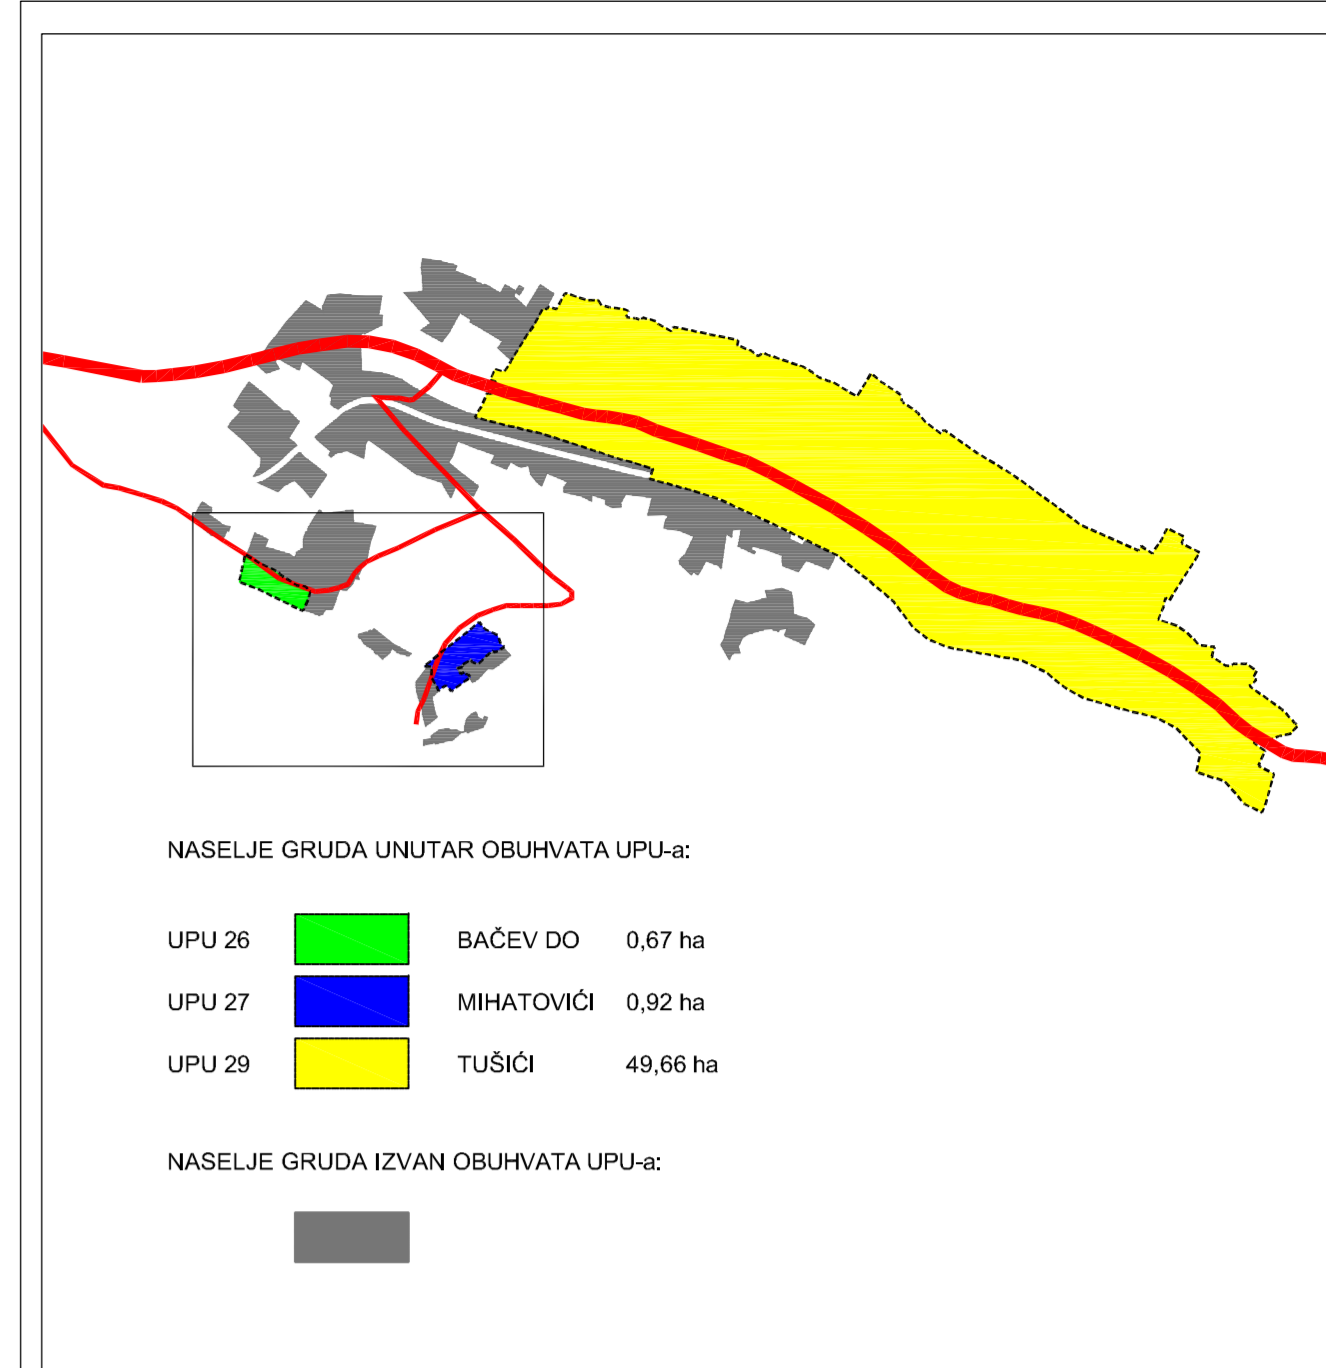 NASELJE GRUDA UNUTAR OBUHVATA UPU-a:
UPU 26 BAČEV DO 0,67 ha
UPU 27 MIHATOVIĆI 0,92 ha
UPU 29 TUŠIĆI 49,66 ha
NASELJE GRUDA IZVAN OBUHVATA UPU-a: